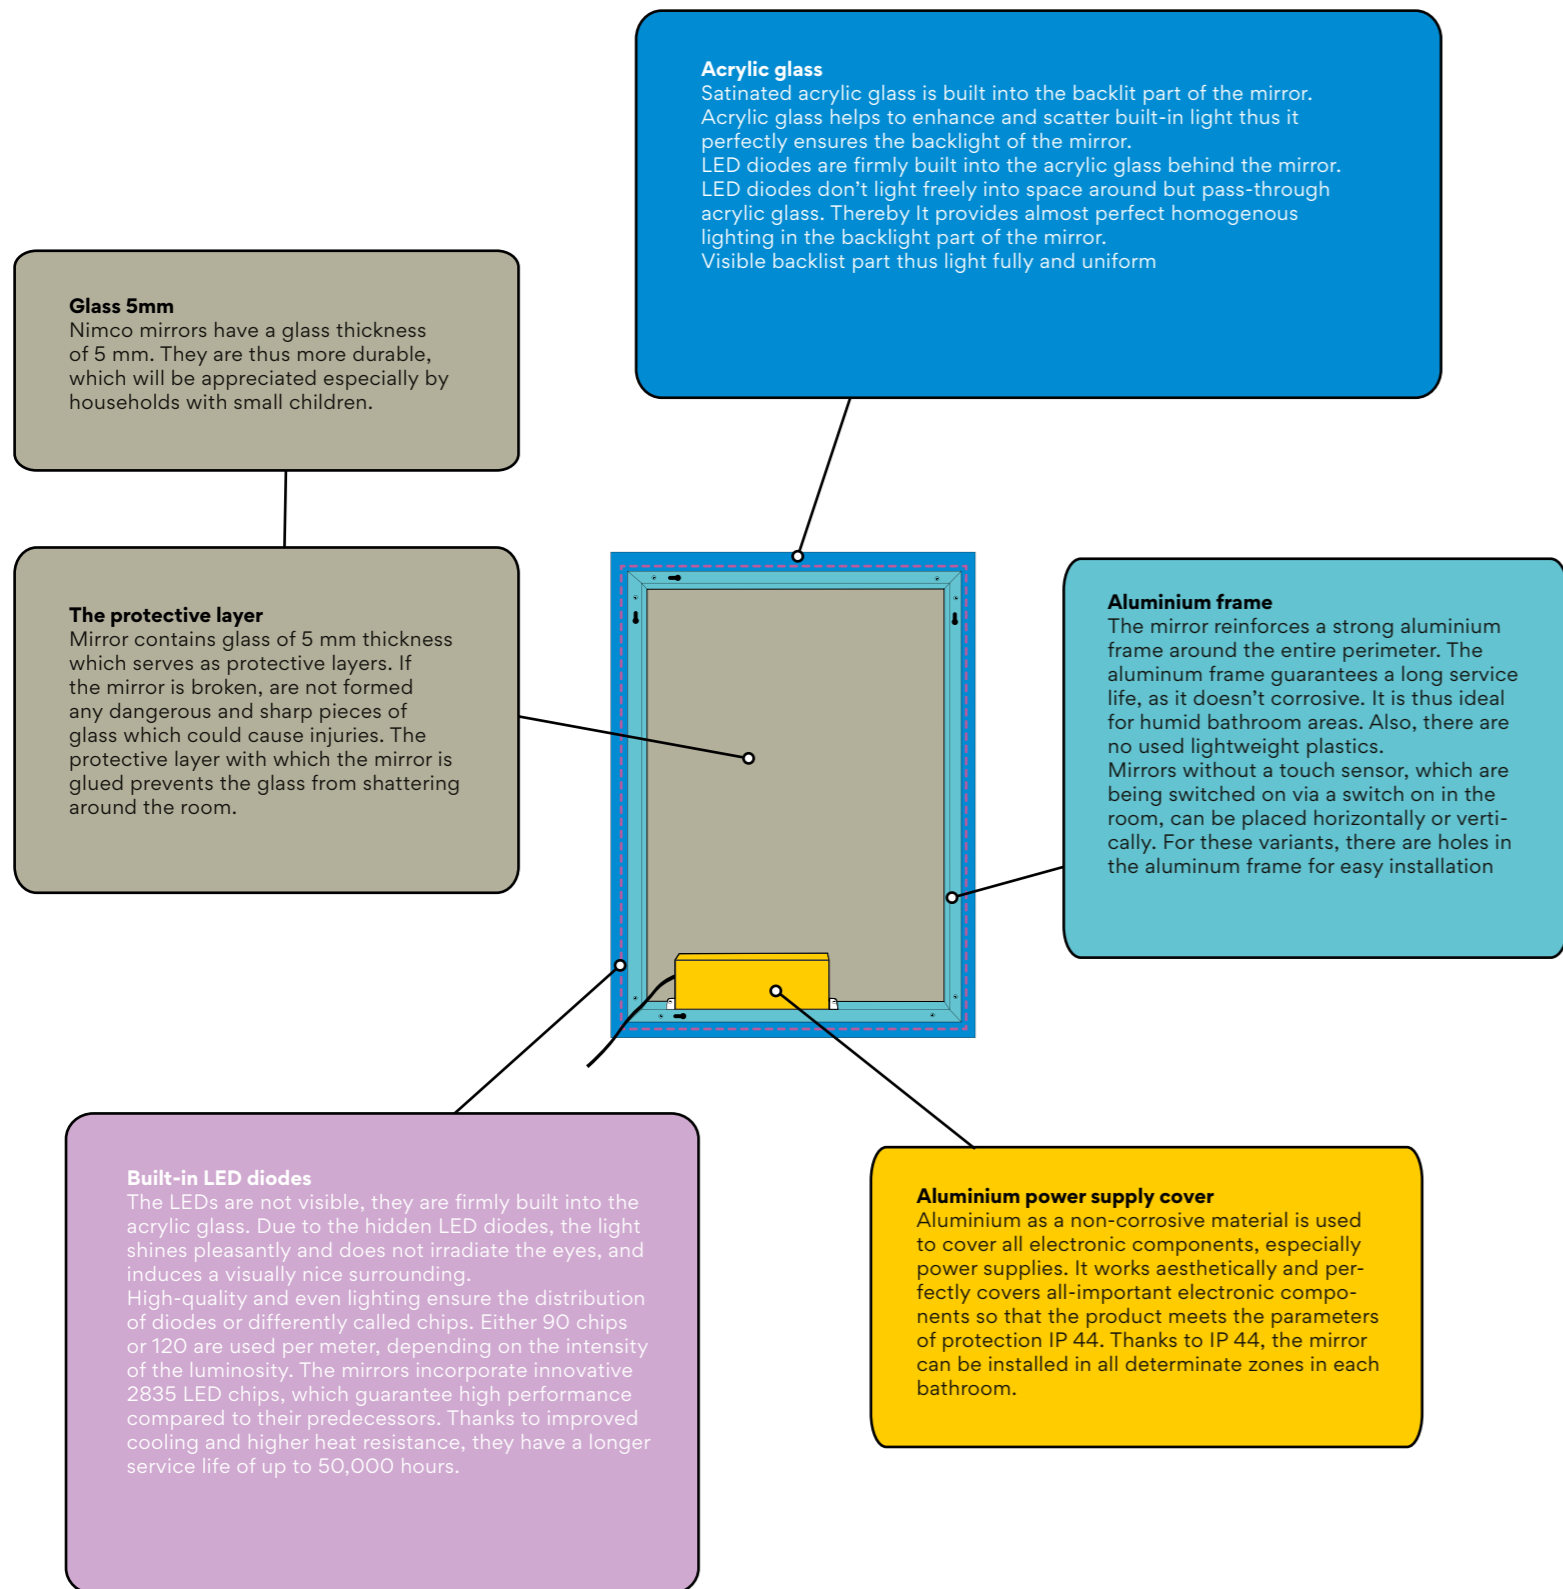 Acrylic glass
Satinated acrylic glass is built into the backlit part of the mirror.
Acrylic glass helps to enhance and scatter built-in light thus it
perfectly ensures the backlight of the mirror.
LED diodes are firmly built into the acrylic glass behind the mirror.
LED diodes don’t light freely into space around but pass-through
acrylic glass. Thereby It provides almost perfect homogenous
lighting in the backlight part of the mirror.
Visible backlist part thus light fully and uniform
Glass 5mm
Nimco mirrors have a glass thickness
of 5 mm. They are thus more durable,
which will be appreciated especially by
households with small children.
The protective layer
Mirror contains glass of 5 mm thickness
which serves as protective layers. If
the mirror is broken, are not formed
any dangerous and sharp pieces of
glass which could cause injuries. The
protective layer with which the mirror is
glued prevents the glass from shattering
around the room.
Aluminium frame
The mirror reinforces a strong aluminium
frame around the entire perimeter. The
aluminum frame guarantees a long service
life, as it doesn’t corrosive. It is thus ideal
for humid bathroom areas. Also, there are
no used lightweight plastics.
Mirrors without a touch sensor, which are
being switched on via a switch on in the
room, can be placed horizontally or verti-
cally. For these variants, there are holes in
the aluminum frame for easy installation
Built-in LED diodes
The LEDs are not visible, they are firmly built into the
acrylic glass. Due to the hidden LED diodes, the light
shines pleasantly and does not irradiate the eyes, and
induces a visually nice surrounding.
High-quality and even lighting ensure the distribution
of diodes or differently called chips. Either 90 chips
or 120 are used per meter, depending on the intensity
of the luminosity. The mirrors incorporate innovative
2835 LED chips, which guarantee high performance
compared to their predecessors. Thanks to improved
cooling and higher heat resistance, they have a longer
service life of up to 50,000 hours.
Aluminium power supply cover
Aluminium as a non-corrosive material is used
to cover all electronic components, especially
power supplies. It works aesthetically and per-
fectly covers all-important electronic compo-
nents so that the product meets the parameters
of protection IP 44. Thanks to IP 44, the mirror
can be installed in all determinate zones in each
bathroom.